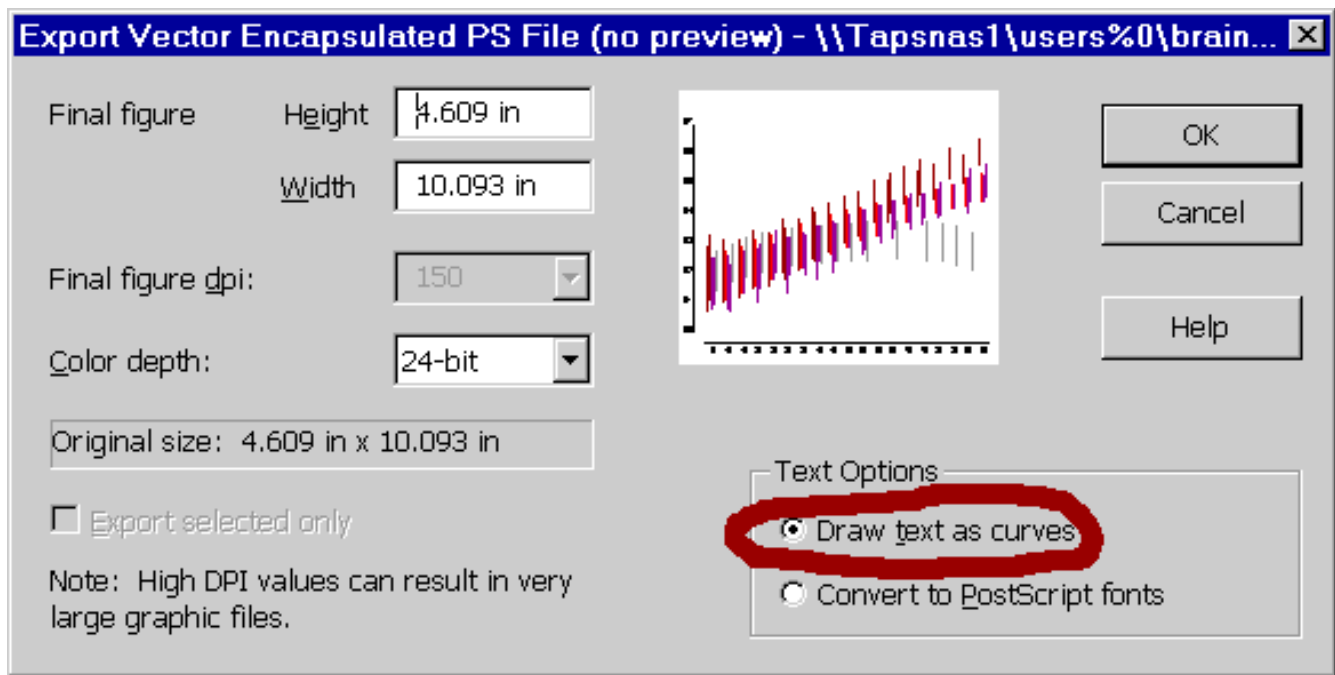 Export Vector Encapsulated PS File (no preview) - \\Tapsnas1\users%0\brain...
Final figure Height 4.609 in
Width 10.093 in
Final figure dpi: 150
Color depth: 24-bit
Original size: 4.609 in x 10.093 in
Export selected only
Note: High DPI values can result in very
large graphic files.
OK
Cancel
Help
Text Options
Draw text as curves
Convert to PostScript fonts